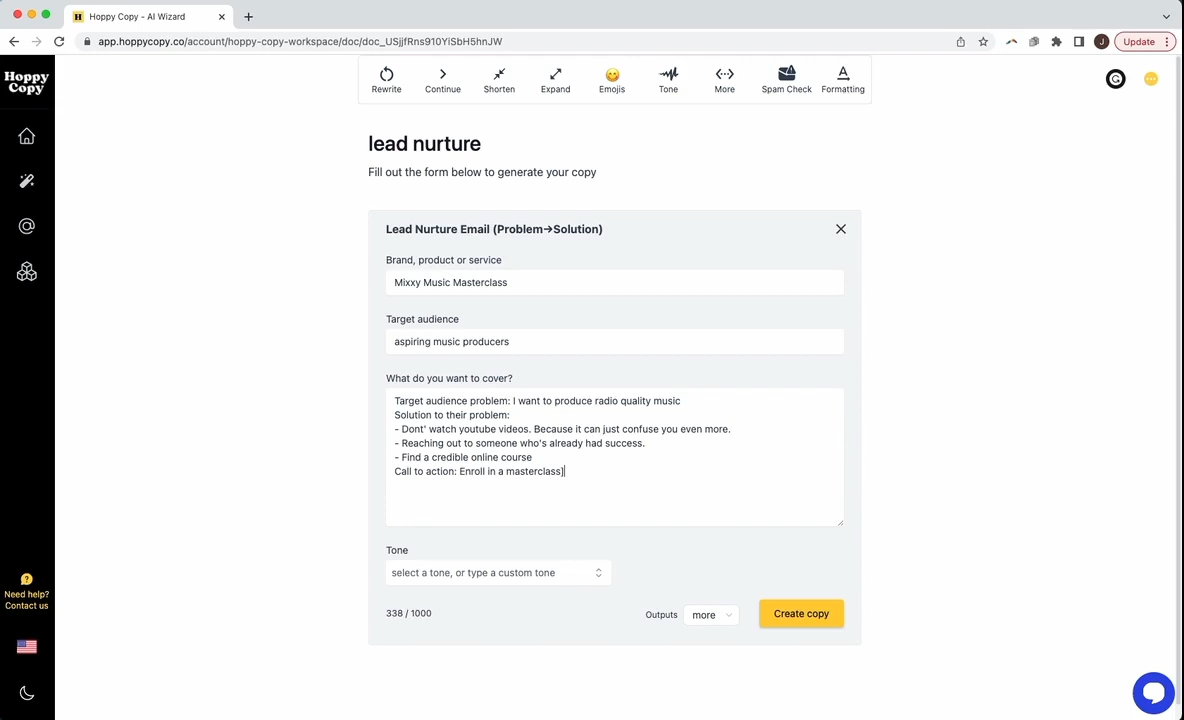 Hoppy Copy - AI Wizard
app.hoppycopy.co/account/hoppy-copy-workspace/doc/doc_USjjfRns910YiSbH5hnJW
J
Update
Hoppy Copy
Rewrite
Continue
Shorten
Expand
Emojis
Tone
More
Spam Check
Formatting
lead nurture
Fill out the form below to generate your copy
Lead Nurture Email (Problem→Solution)
Brand, product or service
Mixxy Music Masterclass
Target audience
aspiring music producers
What do you want to cover?
Target audience problem: I want to produce radio quality music
Solution to their problem:
- Dont' watch youtube videos. Because it can just confuse you even more.
- Reaching out to someone who's already had success.
- Find a credible online course
Call to action: Enroll in a masterclass]
Tone
select a tone, or type a custom tone
338 / 1000
Outputs
more
Create copy
Need help?
Contact us